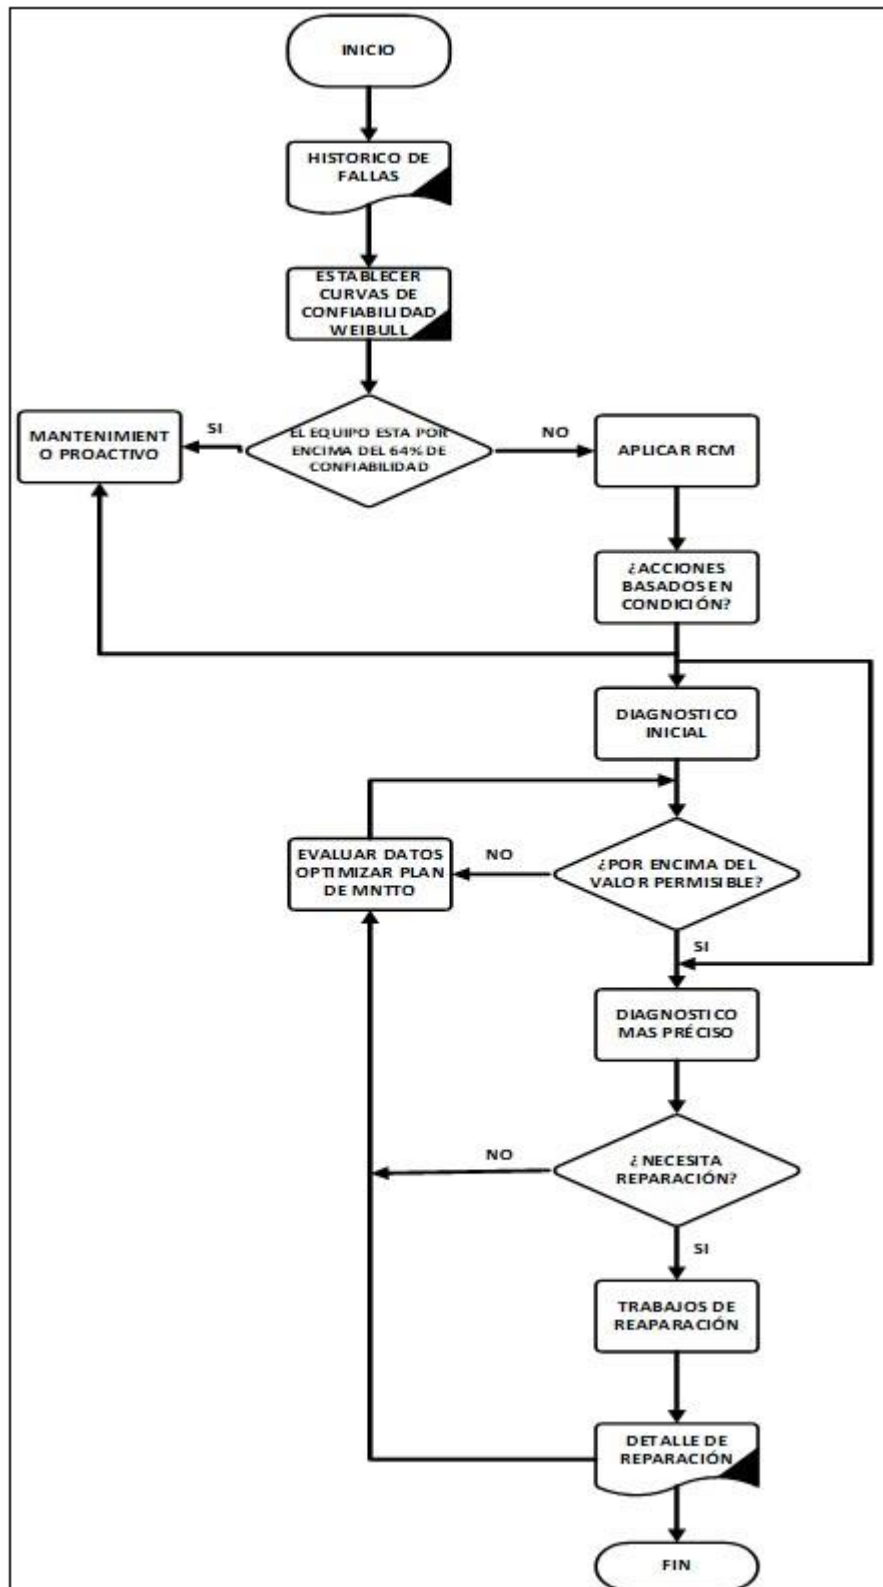 INICIO
HISTORICO DE
FALLAS
ESTABLECER
CURVAS DE
CONFIABILIDAD
WEIBULL
SI
MANTENIMIENT
O PROACTIVO
EL EQUIPO ESTA POR
ENCIMA DEL 64% DE
CONFIABILIDAD
NO
APLICAR RCM
¿ACCIONES
BASADOS EN
CONDICIÓN?
DIAGNOSTICO
INICIAL
EVALUAR DATOS
OPTIMIZAR PLAN
DE MNTTO
NO
¿POR ENCIMA DEL
VALOR PERMISIBLE?
SI
DIAGNOSTICO
MAS PRÉCISO
NO
¿NECESITA
REPARACIÓN?
SI
TRABAJOS DE
REAPARACIÓN
DETALLE DE
REPARACIÓN
FIN